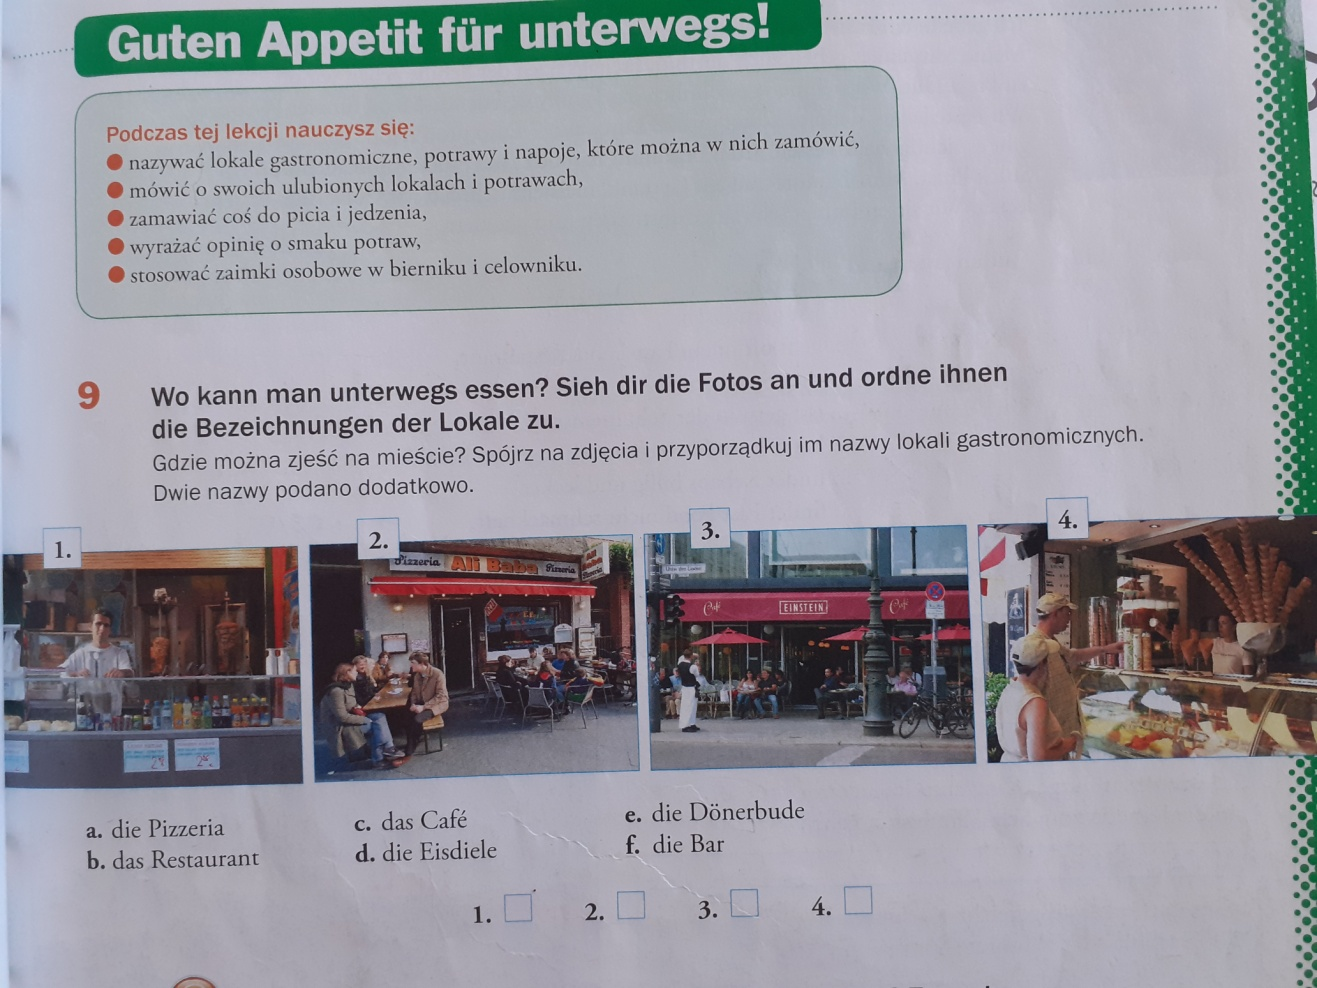 Guten Appetit für unterwegs!
Podczas tej lekcji nauczysz się:
● nazywać lokale gastronomiczne, potrawy i napoje, które można w nich zamówić,
● mówić o swoich ulubionych lokalach i potrawach,
● zamawiać coś do picia i jedzenia,
● wyrażać opinię o smaku potraw,
● stosować zaimki osobowe w bierniku i celowniku.
9 Wo kann man unterwegs essen? Sieh dir die Fotos an und ordne ihnen
die Bezeichnungen der Lokale zu.
Gdzie można zjeść na mieście? Spójrz na zdjęcia i przyporządkuj im nazwy lokali gastronomicznych.
Dwie nazwy podano dodatkowo.
1.
2.
Pizzeria Ali Baba Pizzeria
Ali Baba
3.
Café EINSTEIN Café
4.
a. die Pizzeria
b. das Restaurant
c. das Café
d. die Eisdiele
e. die Dönerbude
f. die Bar
1. 2. 3. 4.